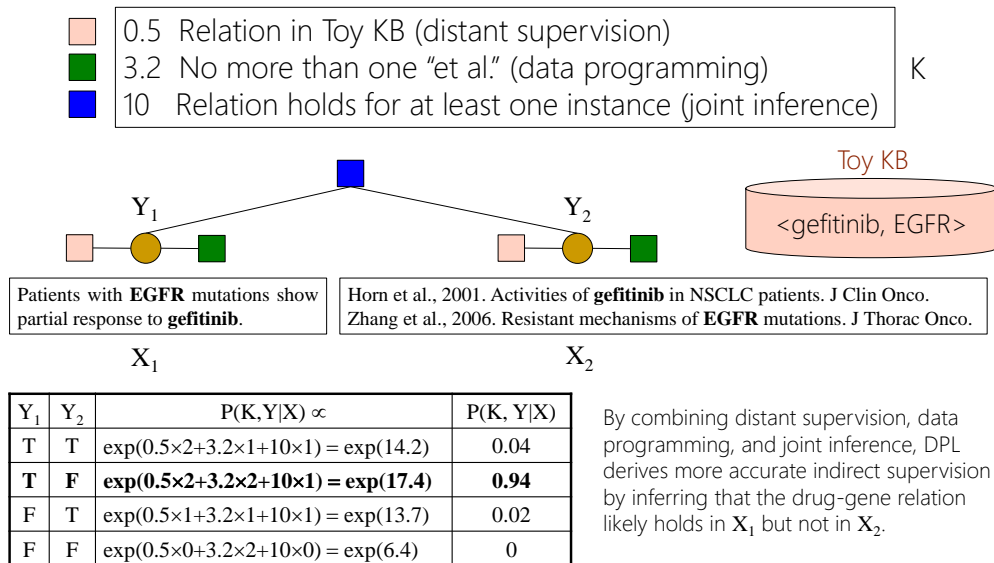 0.5 Relation in Toy KB (distant supervision)
3.2 No more than one “et al.” (data programming)
10 Relation holds for at least one instance (joint inference)
K
Toy KB
<gefitinib, EGFR>
Y1
Y2
Patients with EGFR mutations show
partial response to gefitinib.
Horn et al., 2001. Activities of gefitinib in NSCLC patients. J Clin Onco.
Zhang et al., 2006. Resistant mechanisms of EGFR mutations. J Thorac Onco.
X1
X2
Y1 Y2 P(K,Y|X) ∝ P(K, Y|X)
T T exp(0.5×2+3.2×1+10×1) = exp(14.2) 0.04
T F exp(0.5×2+3.2×2+10×1) = exp(17.4) 0.94
F T exp(0.5×1+3.2×1+10×1) = exp(13.7) 0.02
F F exp(0.5×0+3.2×2+10×0) = exp(6.4) 0
By combining distant supervision, data
programming, and joint inference, DPL
derives more accurate indirect supervision
by inferring that the drug-gene relation
likely holds in X1 but not in X2.